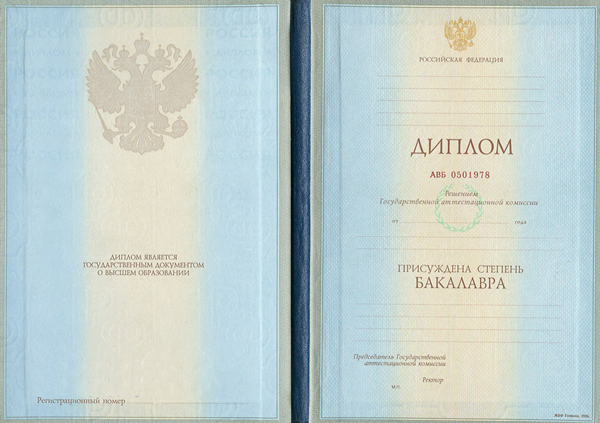 ДИПЛОМ ЯВЛЯЕТСЯ
ГОСУДАРСТВЕННЫМ ДОКУМЕНТОМ
О ВЫСШЕМ ОБРАЗОВАНИИ
Регистрационный номер
РОССИЙСКАЯ ФЕДЕРАЦИЯ
ДИПЛОМ
АВБ 0501978
Решением
Государственной аттестационной комиссии
от года
ПРИСУЖДЕНА СТЕПЕНЬ
БАКАЛАВРА
Председатель Государственной
аттестационной комиссии
Ректор
М.П.